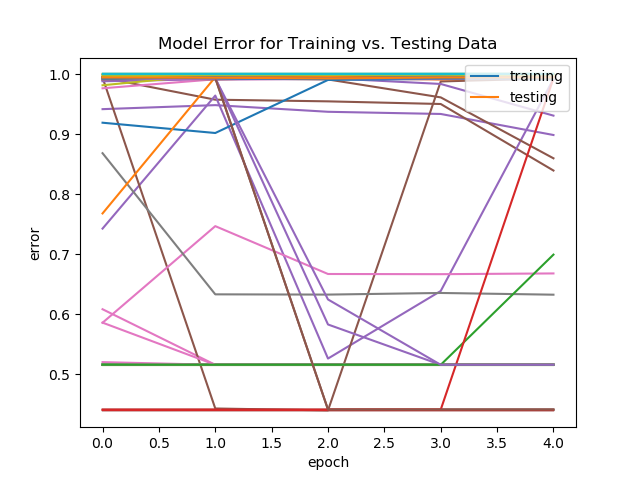 Model Error for Training vs. Testing Data
training
testing
error
1.0
0.9
0.8
0.7
0.6
0.5
0.0 0.5 1.0 1.5 2.0 2.5 3.0 3.5 4.0
epoch